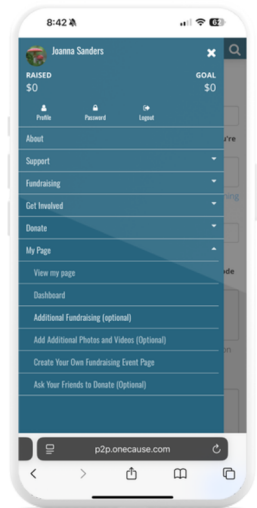 8:42
Joanna Sanders
RAISED
GOAL
$0
$0
Profile
Password
Logout
About
Support
Fundraising
Get Involved
Donate
My Page
View my page
Dashboard
Additional Fundraising (optional)
Add Additional Photos and Videos (Optional)
Create Your Own Fundraising Event Page
Ask Your Friends to Donate (Optional)
p2p.onecause.com